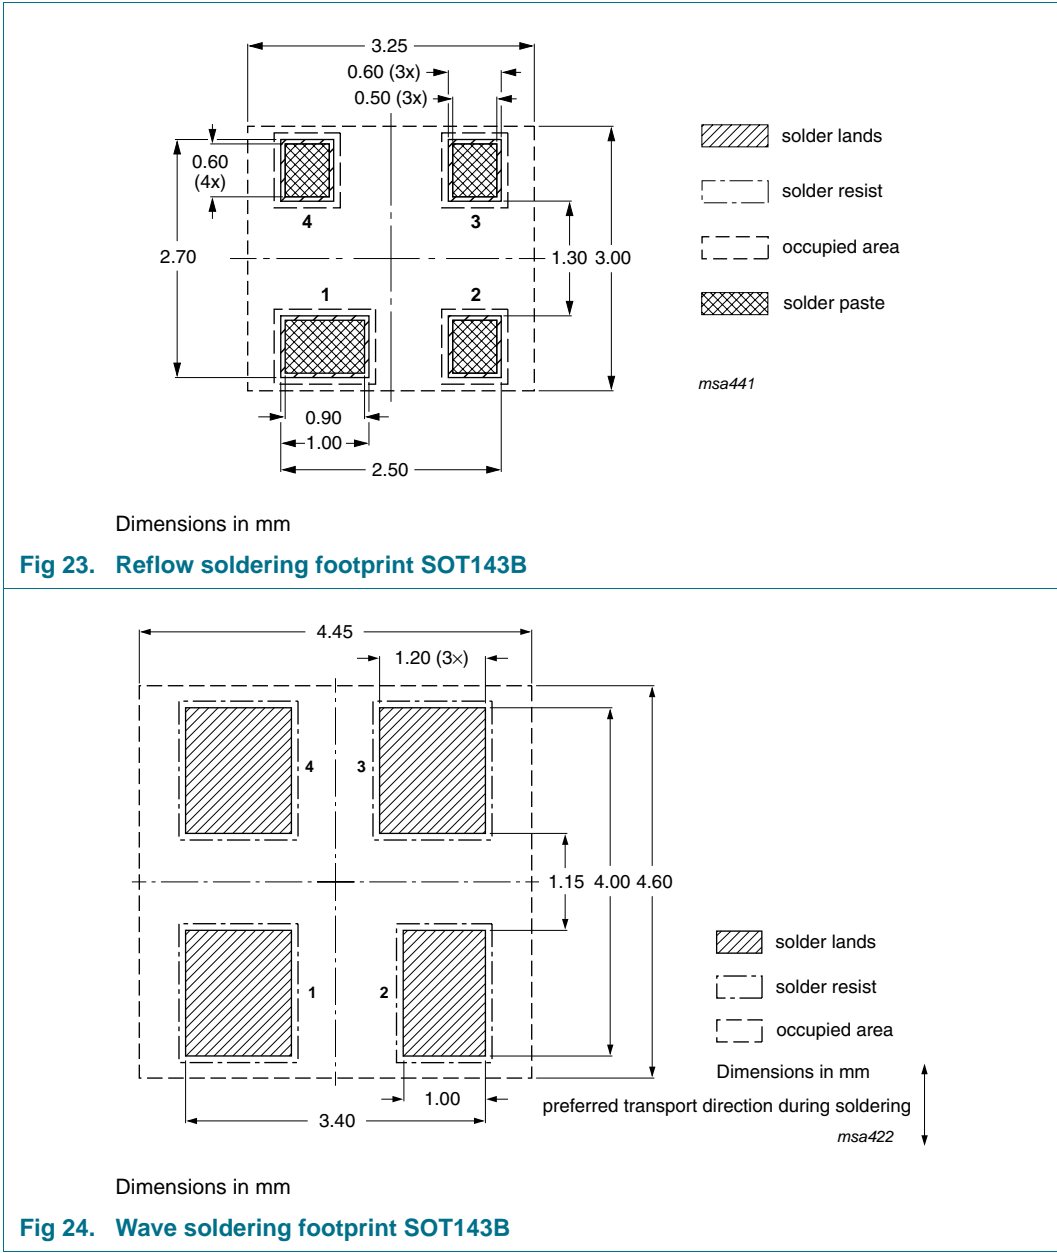 3.25
0.60 (3x)
0.50 (3x)
solder lands
0.60
(4x)
solder resist
4
3
2.70
1.30 3.00
occupied area
1
2
solder paste
msa441
0.90
1.00
2.50
Dimensions in mm
Fig 23. Reflow soldering footprint SOT143B
4.45
1.20 (3×)
4
3
1.15 4.00 4.60
solder lands
1
2
solder resist
occupied area
Dimensions in mm
1.00
preferred transport direction during soldering
3.40
msa422
Dimensions in mm
Fig 24. Wave soldering footprint SOT143B